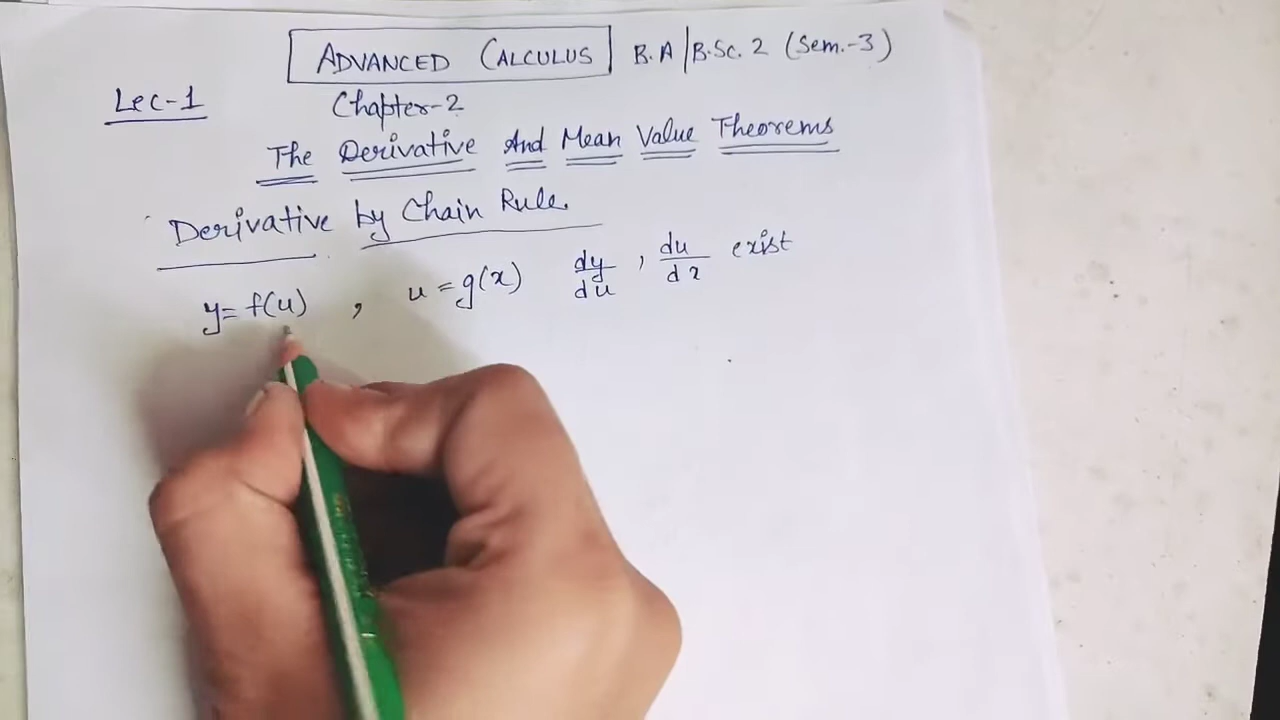 ADVANCED CALCULUS B.A/B.Sc. 2 (Sem.-3)
Lec-1 Chapter-2
The Derivative And Mean Value Theorems
Derivative by Chain Rule.
y = f(u) , u = g(x) dy/du , du/dx exist